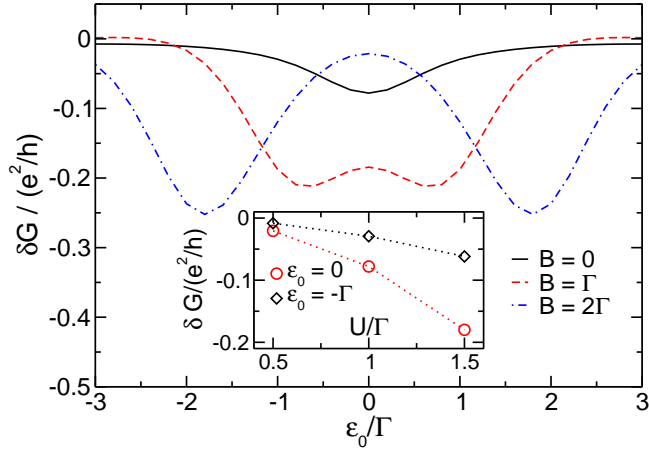 δG / (e²/h)
0
-0.1
-0.2
-0.3
-0.4
-0.5
-3
-2
-1
0
1
2
3
ε₀/Γ
B = 0
B = Γ
B = 2Γ
δ G/(e²/h)
0
-0.1
-0.2
ε₀ = 0
ε₀ = -Γ
U/Γ
0.5
1
1.5